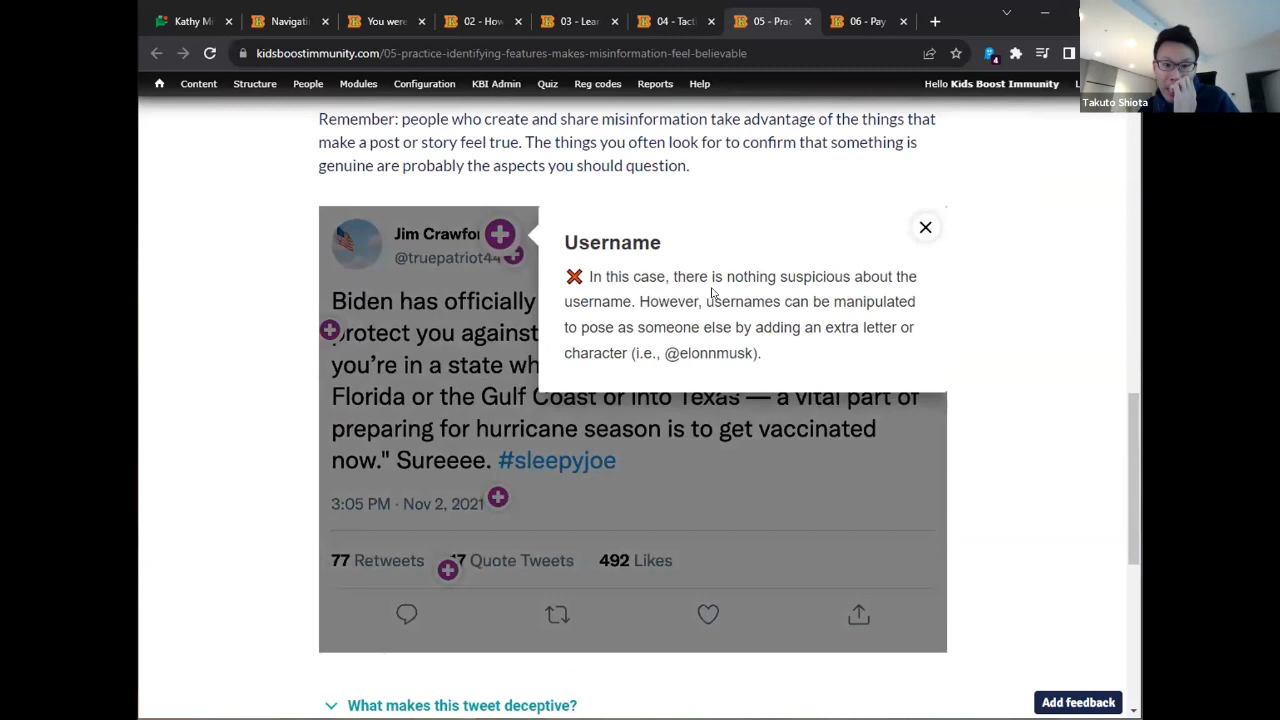 Kathy Mi
Navigati
You were
02 - How
03 - Lear
04 - Tacti
05 - Prac
06 - Pay
kidsboostimmunity.com/05-practice-identifying-features-makes-misinformation-feel-believable
4
Content Structure People Modules Configuration KBI Admin Quiz Reg codes Reports Help Hello Kids Boost Immunity
Takuto Shiota
Remember: people who create and share misinformation take advantage of the things that
make a post or story feel true. The things you often look for to confirm that something is
genuine are probably the aspects you should question.
Jim Crawfor
@truepatriot44
Username
In this case, there is nothing suspicious about the
username. However, usernames can be manipulated
to pose as someone else by adding an extra letter or
character (i.e., @elonnmusk).
Biden has officially
protect you against
you're in a state wh
Florida or the Gulf Coast or into Texas — a vital part of
preparing for hurricane season is to get vaccinated
now." Sureeee. #sleepyjoe
3:05 PM · Nov 2, 2021
77 Retweets 17 Quote Tweets 492 Likes
What makes this tweet deceptive?
Add feedback